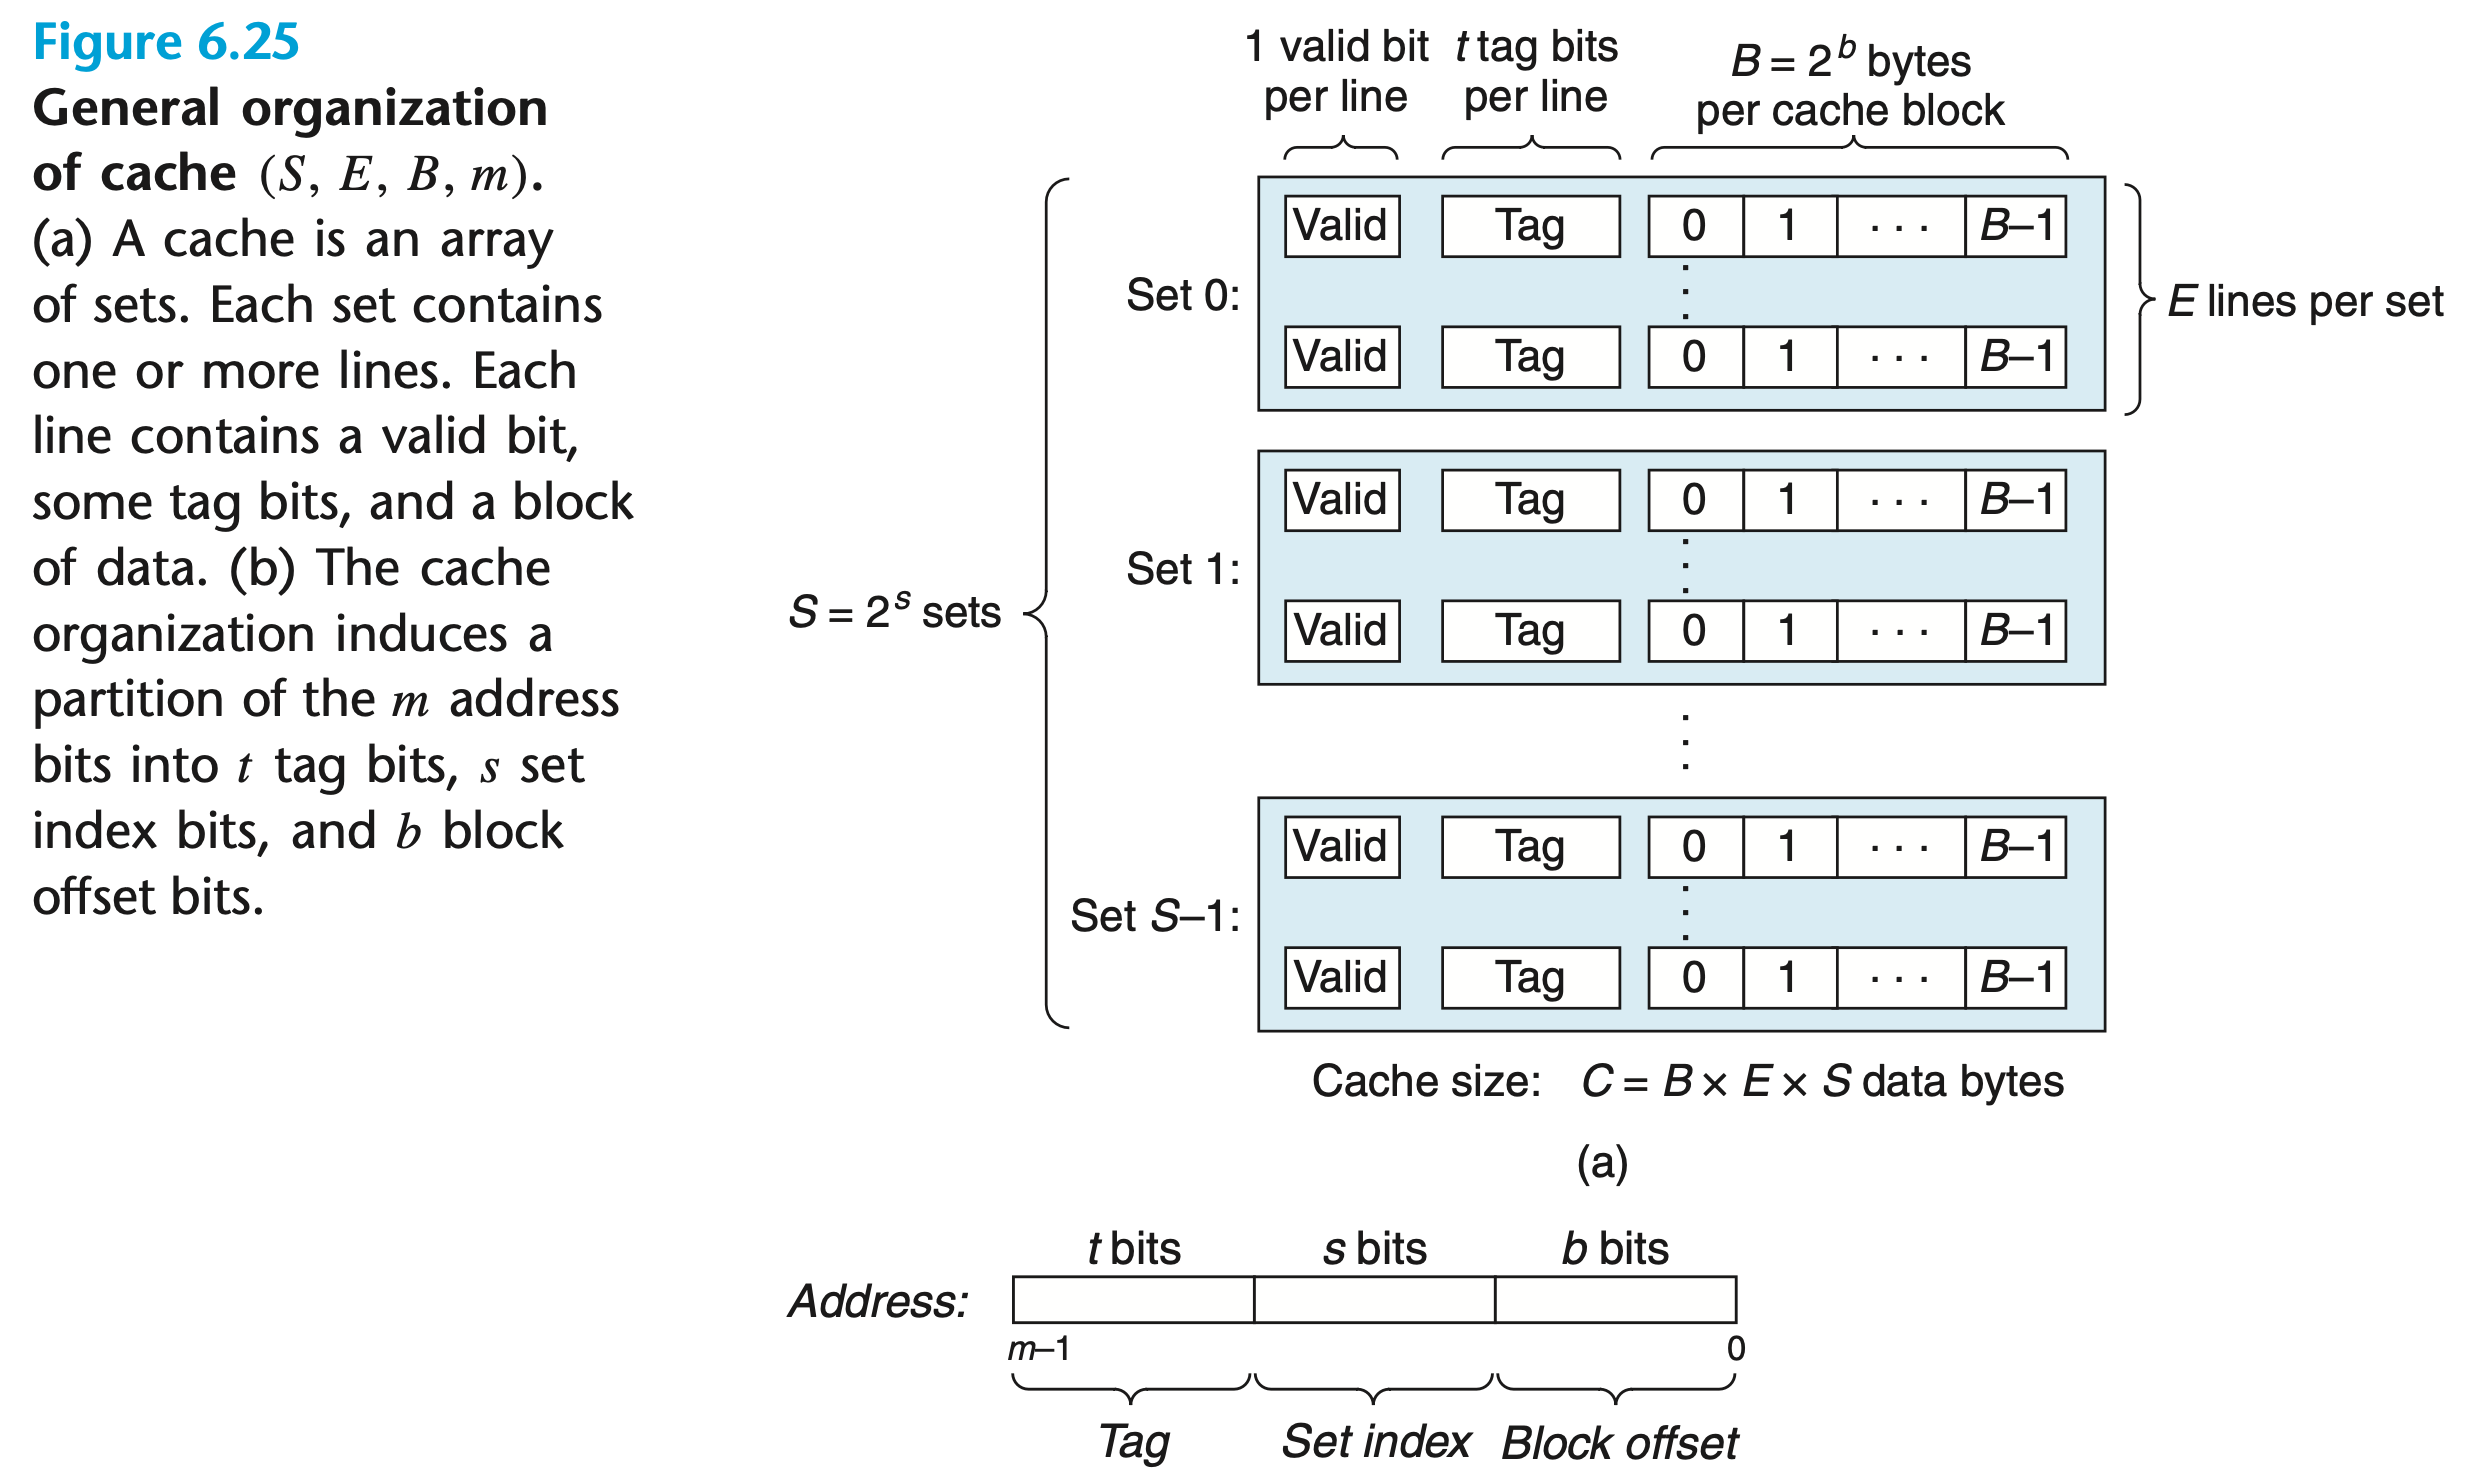 Figure 6.25
General organization
of cache (S, E, B, m).
(a) A cache is an array
of sets. Each set contains
one or more lines. Each
line contains a valid bit,
some tag bits, and a block
of data. (b) The cache
organization induces a
partition of the m address
bits into t tag bits, s set
index bits, and b block
offset bits.
1 valid bit
per line
t tag bits
per line
B = 2^b bytes
per cache block
S = 2^s sets
Set 0:
Valid Tag 0 1 · · · B–1
Valid Tag 0 1 · · · B–1
E lines per set
Set 1:
Valid Tag 0 1 · · · B–1
Valid Tag 0 1 · · · B–1
Set S–1:
Valid Tag 0 1 · · · B–1
Valid Tag 0 1 · · · B–1
Cache size: C = B × E × S data bytes
(a)
t bits s bits b bits
Address:
m–1 0
Tag Set index Block offset